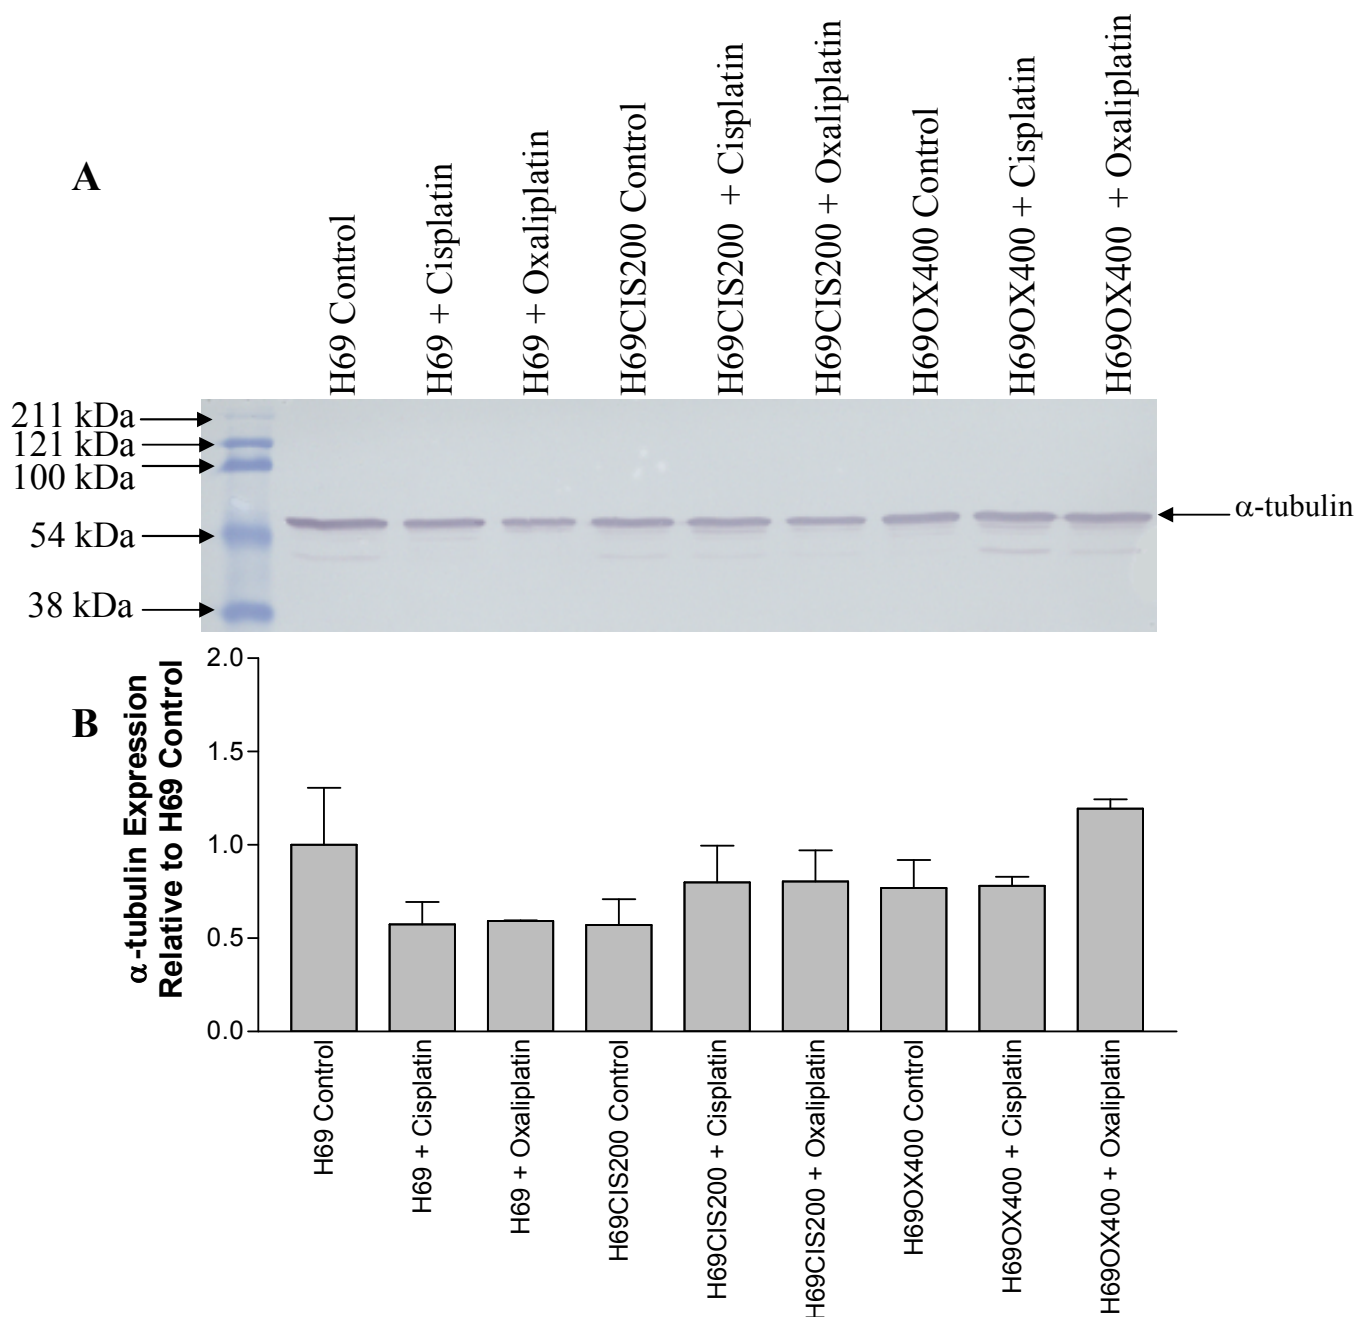 A
H69 Control
H69 + Cisplatin
H69 + Oxaliplatin
H69CIS200 Control
H69CIS200 + Cisplatin
H69CIS200 + Oxaliplatin
H69OX400 Control
H69OX400 + Cisplatin
H69OX400 + Oxaliplatin
211 kDa
121 kDa
100 kDa
54 kDa
38 kDa
α-tubulin
B
α-tubulin Expression
Relative to H69 Control
2.0
1.5
1.0
0.5
0.0
H69 Control
H69 + Cisplatin
H69 + Oxaliplatin
H69CIS200 Control
H69CIS200 + Cisplatin
H69CIS200 + Oxaliplatin
H69OX400 Control
H69OX400 + Cisplatin
H69OX400 + Oxaliplatin